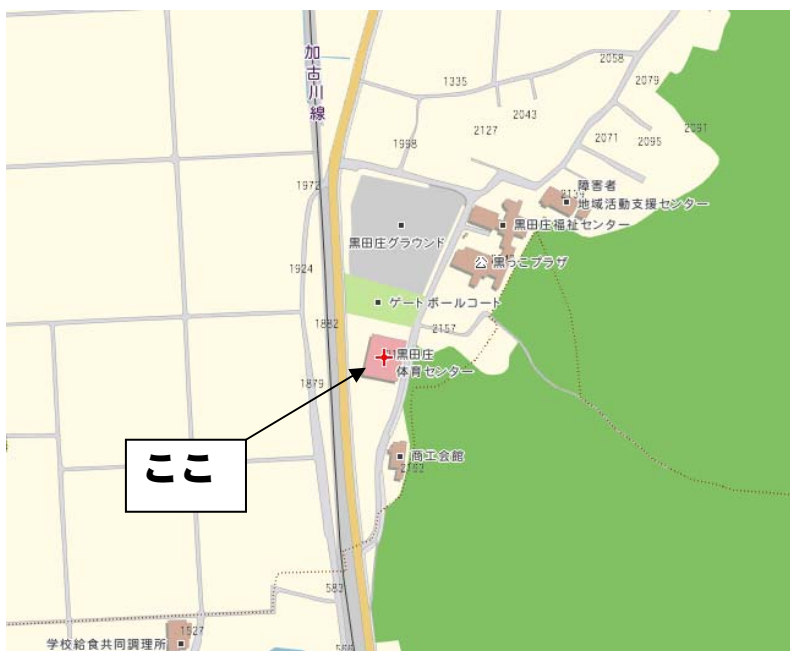 加古川線
2058
1335
2079
2043
2127
2091
2071
2095
1998
1972
障害者
地域活動支援センター
黒田庄福祉センター
黒田庄グラウンド
公 黒っこプラザ
1924
ゲートボールコート
1882
2157
黒田庄
体育センター
1879
ここ
商工会館
2162
582
1527
学校給食共同調理所